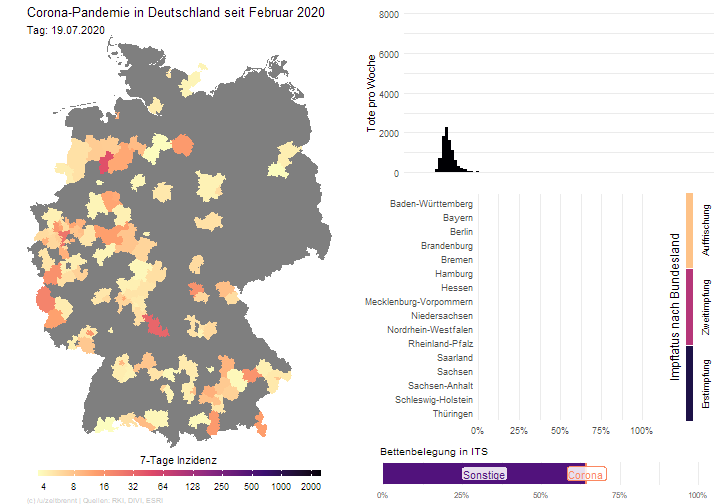 Corona-Pandemie in Deutschland seit Februar 2020
Tag: 19.07.2020
7-Tage Inzidenz
4 8 16 32 64 128 250 500 1000 2000
(c) /u/zeitbrennt | Quellen: RKI, DIVI, ESRI
Tote pro Woche
8000
6000
4000
2000
0
Baden-Württemberg
Bayern
Berlin
Brandenburg
Bremen
Hamburg
Hessen
Mecklenburg-Vorpommern
Niedersachsen
Nordrhein-Westfalen
Rheinland-Pfalz
Saarland
Sachsen
Sachsen-Anhalt
Schleswig-Holstein
Thüringen
0% 25% 50% 75% 100%
Impfstatus nach Bundesland
Auffrischung
Zweitimpfung
Erstimpfung
Bettenbelegung in ITS
Sonstige
Corona
0% 25% 50% 75% 100%